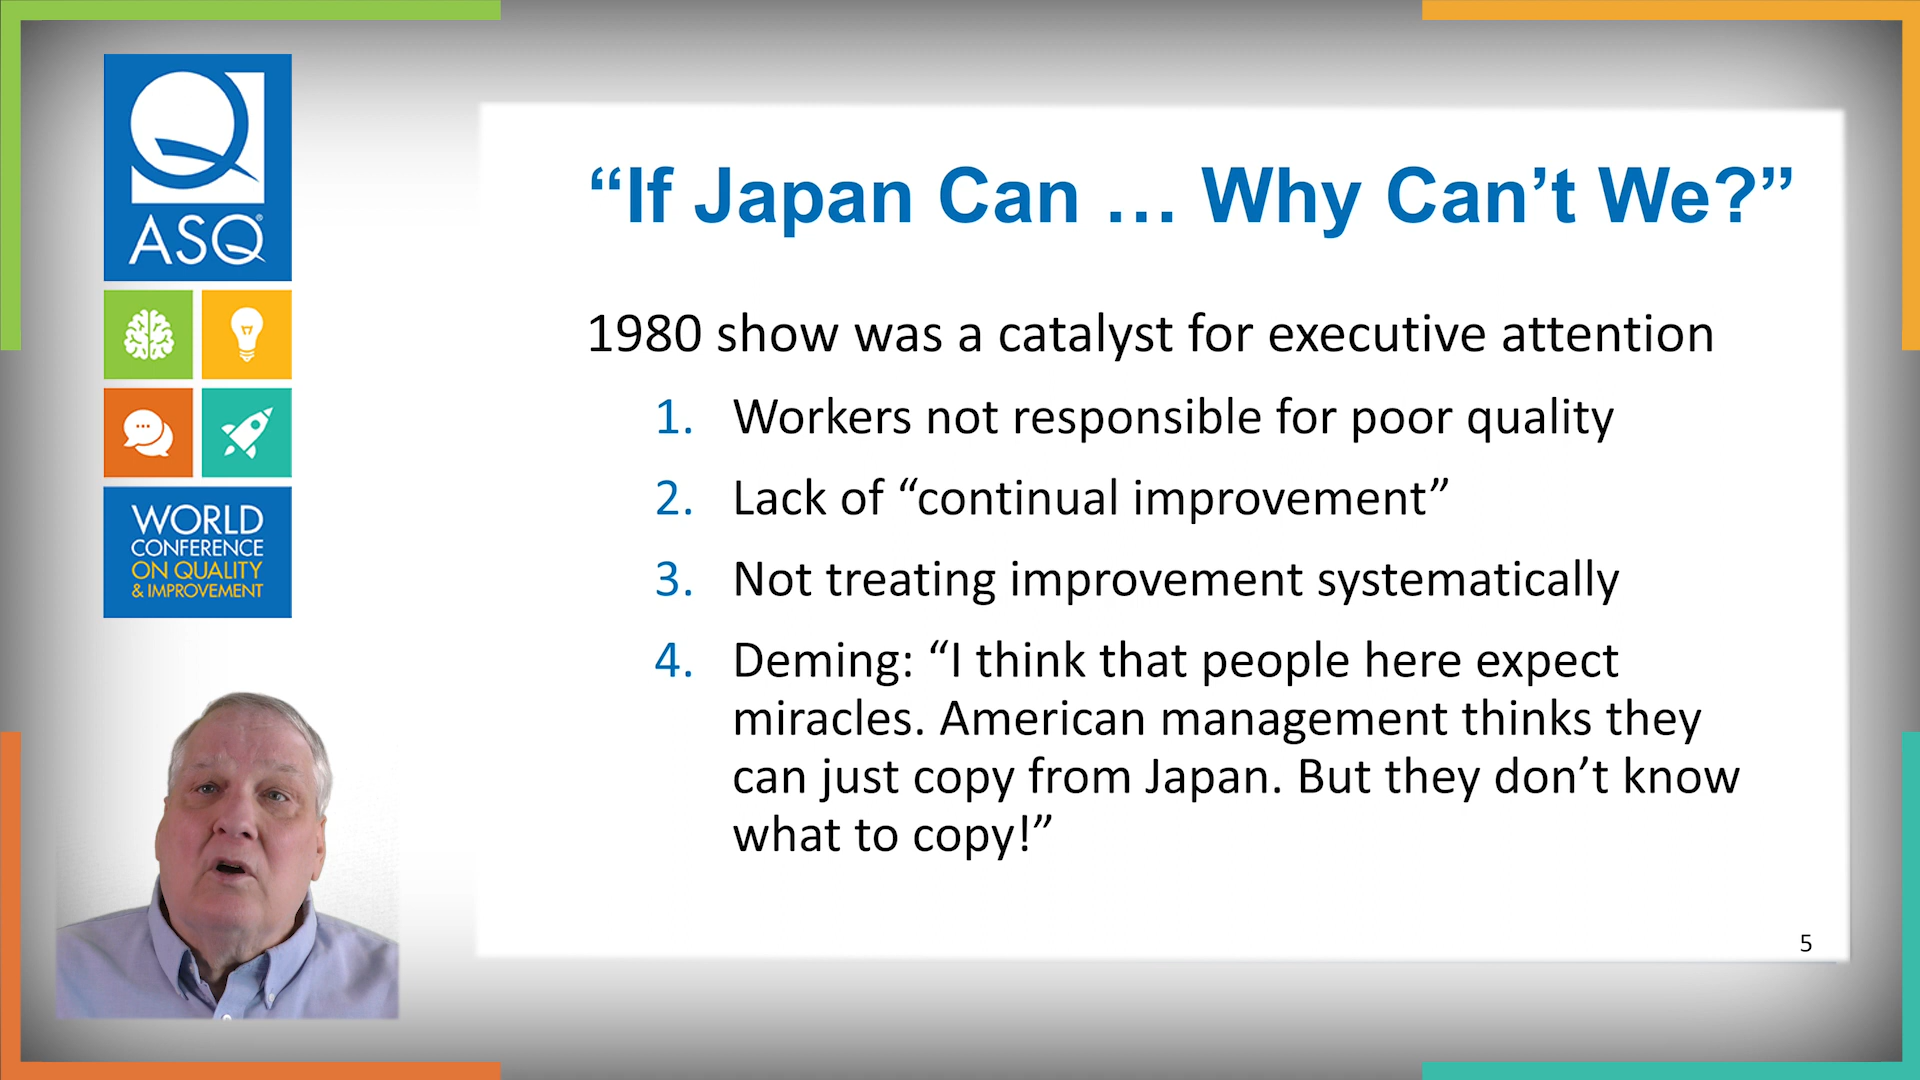 ASQ®
WORLD
CONFERENCE
ON QUALITY
& IMPROVEMENT
“If Japan Can … Why Can’t We?”
1980 show was a catalyst for executive attention
1. Workers not responsible for poor quality
2. Lack of “continual improvement”
3. Not treating improvement systematically
4. Deming: “I think that people here expect
miracles. American management thinks they
can just copy from Japan. But they don’t know
what to copy!”
5